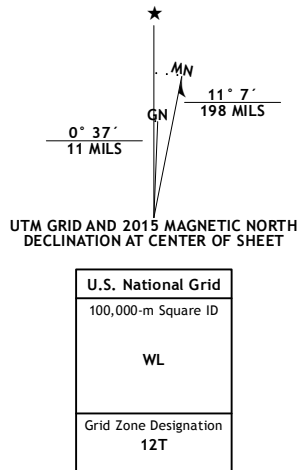 ★
MN
GN
11° 7´
198 MILS
0° 37´
11 MILS
UTM GRID AND 2015 MAGNETIC NORTH
DECLINATION AT CENTER OF SHEET
U.S. National Grid
100,000-m Square ID
WL
Grid Zone Designation
12T